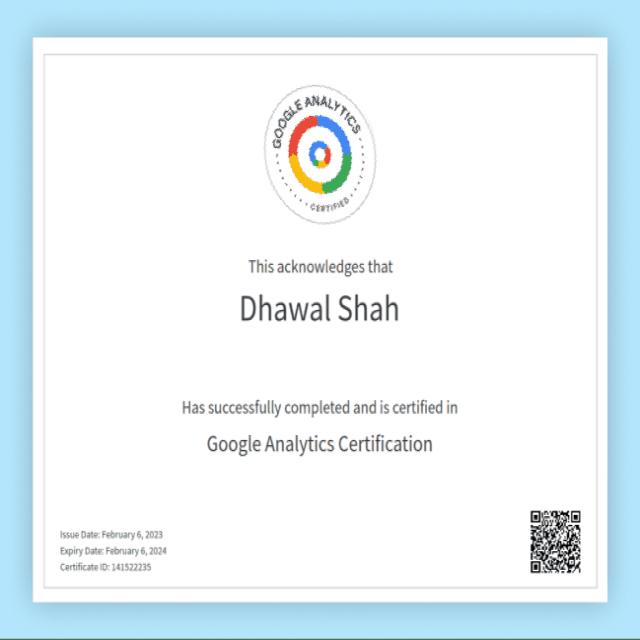 GOOGLE ANALYTICS
CERTIFIED
This acknowledges that
Dhawal Shah
Has successfully completed and is certified in
Google Analytics Certification
Issue Date: February 6, 2023
Expiry Date: February 6, 2024
Certificate ID: 141522235